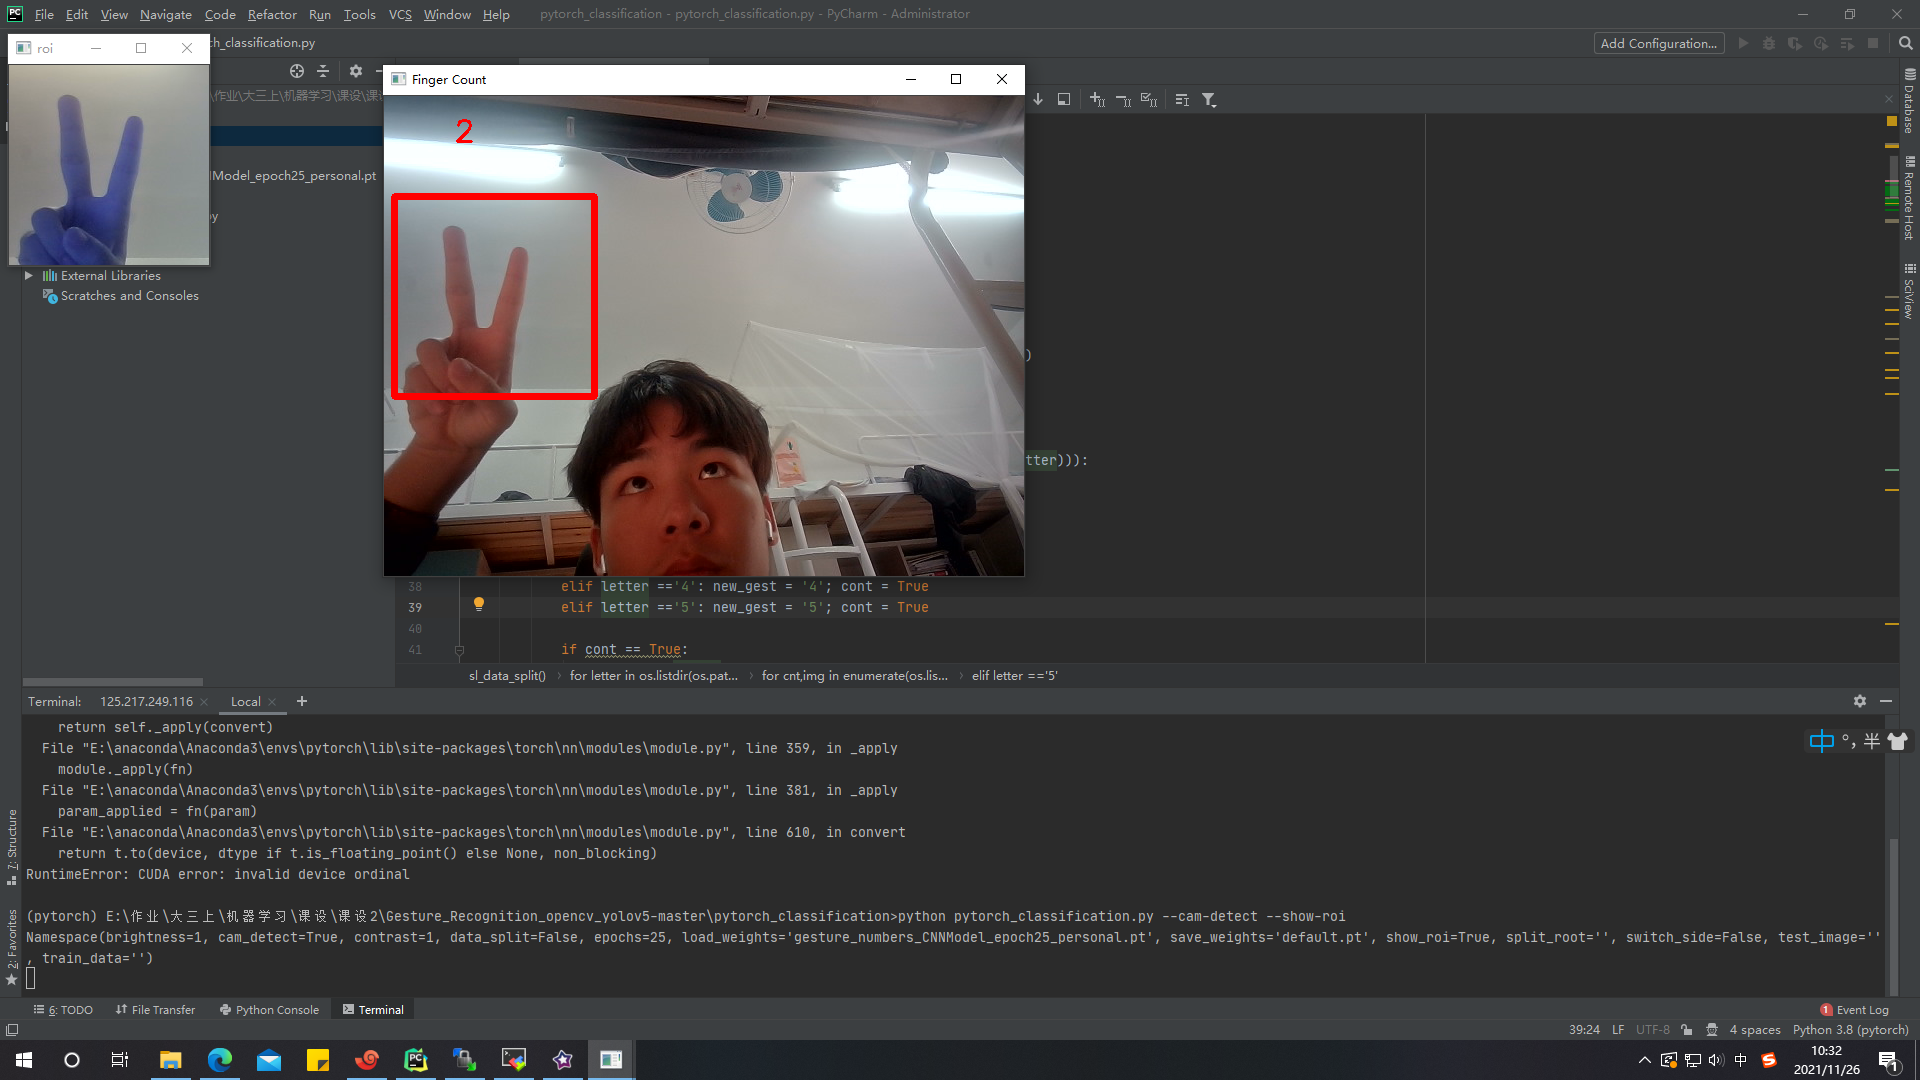 File Edit View Navigate Code Refactor Run Tools VCS Window Help pytorch_classification - pytorch_classification.py - PyCharm - Administrator
roi
ch_classification.py
Add Configuration...
Finger Count
2
\作业\大三上\机器学习\课设\课设
lModel_epoch25_personal.pt
py
External Libraries
Scratches and Consoles
Database
Remote Host
SciView
)
tter))):
38 elif letter =='4': new_gest = '4'; cont = True
39 elif letter =='5': new_gest = '5'; cont = True
40
41 if cont == True:
sl_data_split() › for letter in os.listdir(os.pat... › for cnt,img in enumerate(os.lis... › elif letter =='5'
Terminal: 125.217.249.116 × Local × +
return self._apply(convert)
File "E:\anaconda\Anaconda3\envs\pytorch\lib\site-packages\torch\nn\modules\module.py", line 359, in _apply
module._apply(fn)
File "E:\anaconda\Anaconda3\envs\pytorch\lib\site-packages\torch\nn\modules\module.py", line 381, in _apply
param_applied = fn(param)
File "E:\anaconda\Anaconda3\envs\pytorch\lib\site-packages\torch\nn\modules\module.py", line 610, in convert
return t.to(device, dtype if t.is_floating_point() else None, non_blocking)
RuntimeError: CUDA error: invalid device ordinal
(pytorch) E:\作业\大三上\机器学习\课设\课设2\Gesture_Recognition_opencv_yolov5-master\pytorch_classification>python pytorch_classification.py --cam-detect --show-roi
Namespace(brightness=1, cam_detect=True, contrast=1, data_split=False, epochs=25, load_weights='gesture_numbers_CNNModel_epoch25_personal.pt', save_weights='default.pt', show_roi=True, split_root='', switch_side=False, test_image=''
, train_data='')
中 °, 半
7: Structure
2: Favorites
6: TODO File Transfer Python Console Terminal 1 Event Log
39:24 LF UTF-8 4 spaces Python 3.8 (pytorch)
中 10:32
2021/11/26
1